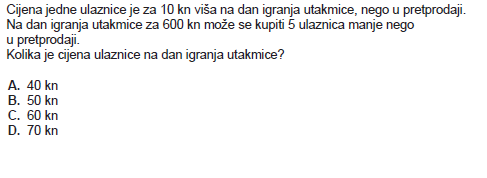 Cijena jedne ulaznice je za 10 kn viša na dan igranja utakmice, nego u pretprodaji.
Na dan igranja utakmice za 600 kn može se kupiti 5 ulaznica manje nego
u pretprodaji.
Kolika je cijena ulaznice na dan igranja utakmice?
A. 40 kn
B. 50 kn
C. 60 kn
D. 70 kn